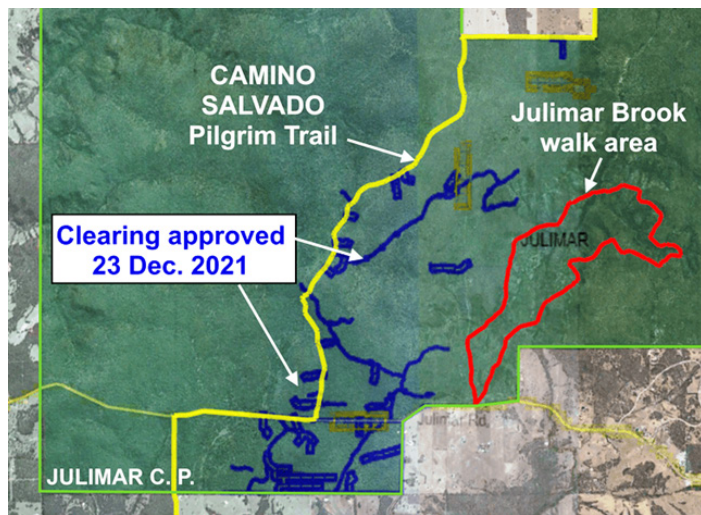 CAMINO
SALVADO
Pilgrim Trail
Julimar Brook
walk area
Clearing approved
23 Dec. 2021
JULIMAR
Julimar Rd.
JULIMAR C.P.